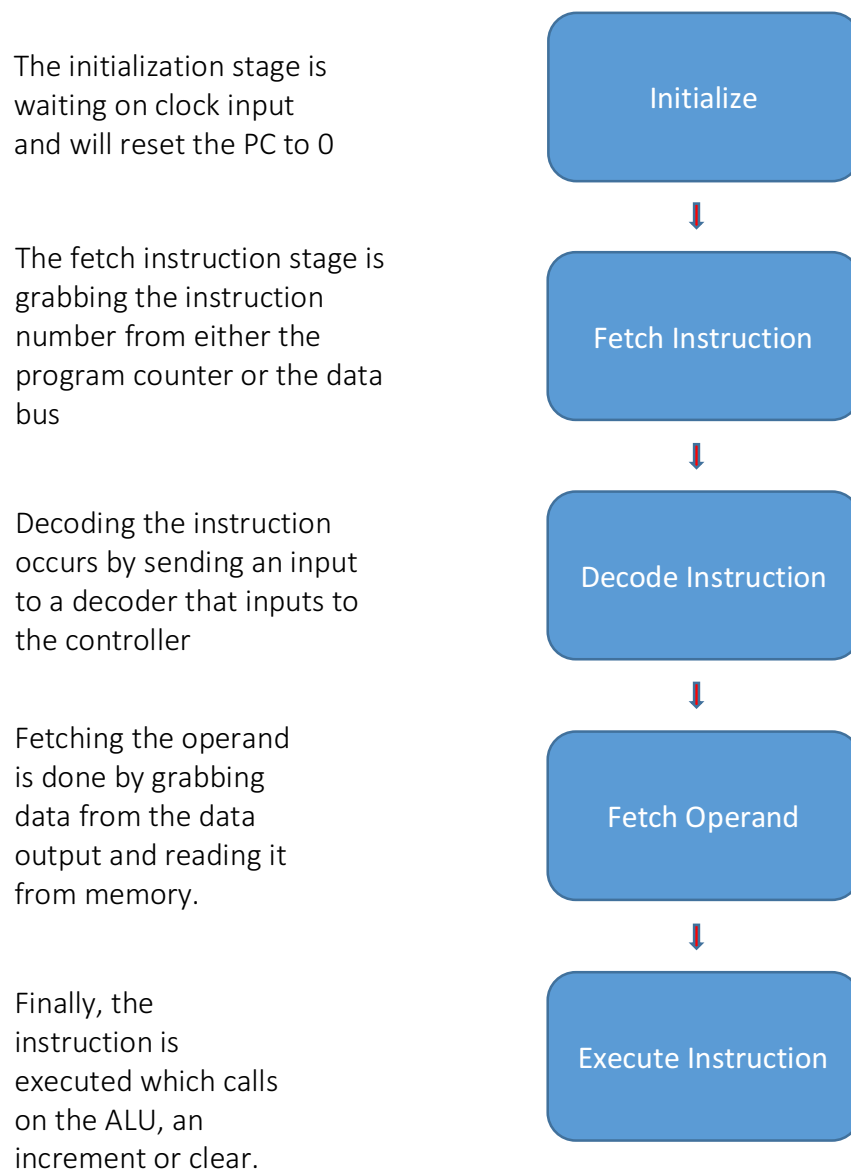 The initialization stage is
waiting on clock input
and will reset the PC to 0
Initialize
The fetch instruction stage is
grabbing the instruction
number from either the
program counter or the data
bus
Fetch Instruction
Decoding the instruction
occurs by sending an input
to a decoder that inputs to
the controller
Decode Instruction
Fetching the operand
is done by grabbing
data from the data
output and reading it
from memory.
Fetch Operand
Finally, the
instruction is
executed which calls
on the ALU, an
increment or clear.
Execute Instruction